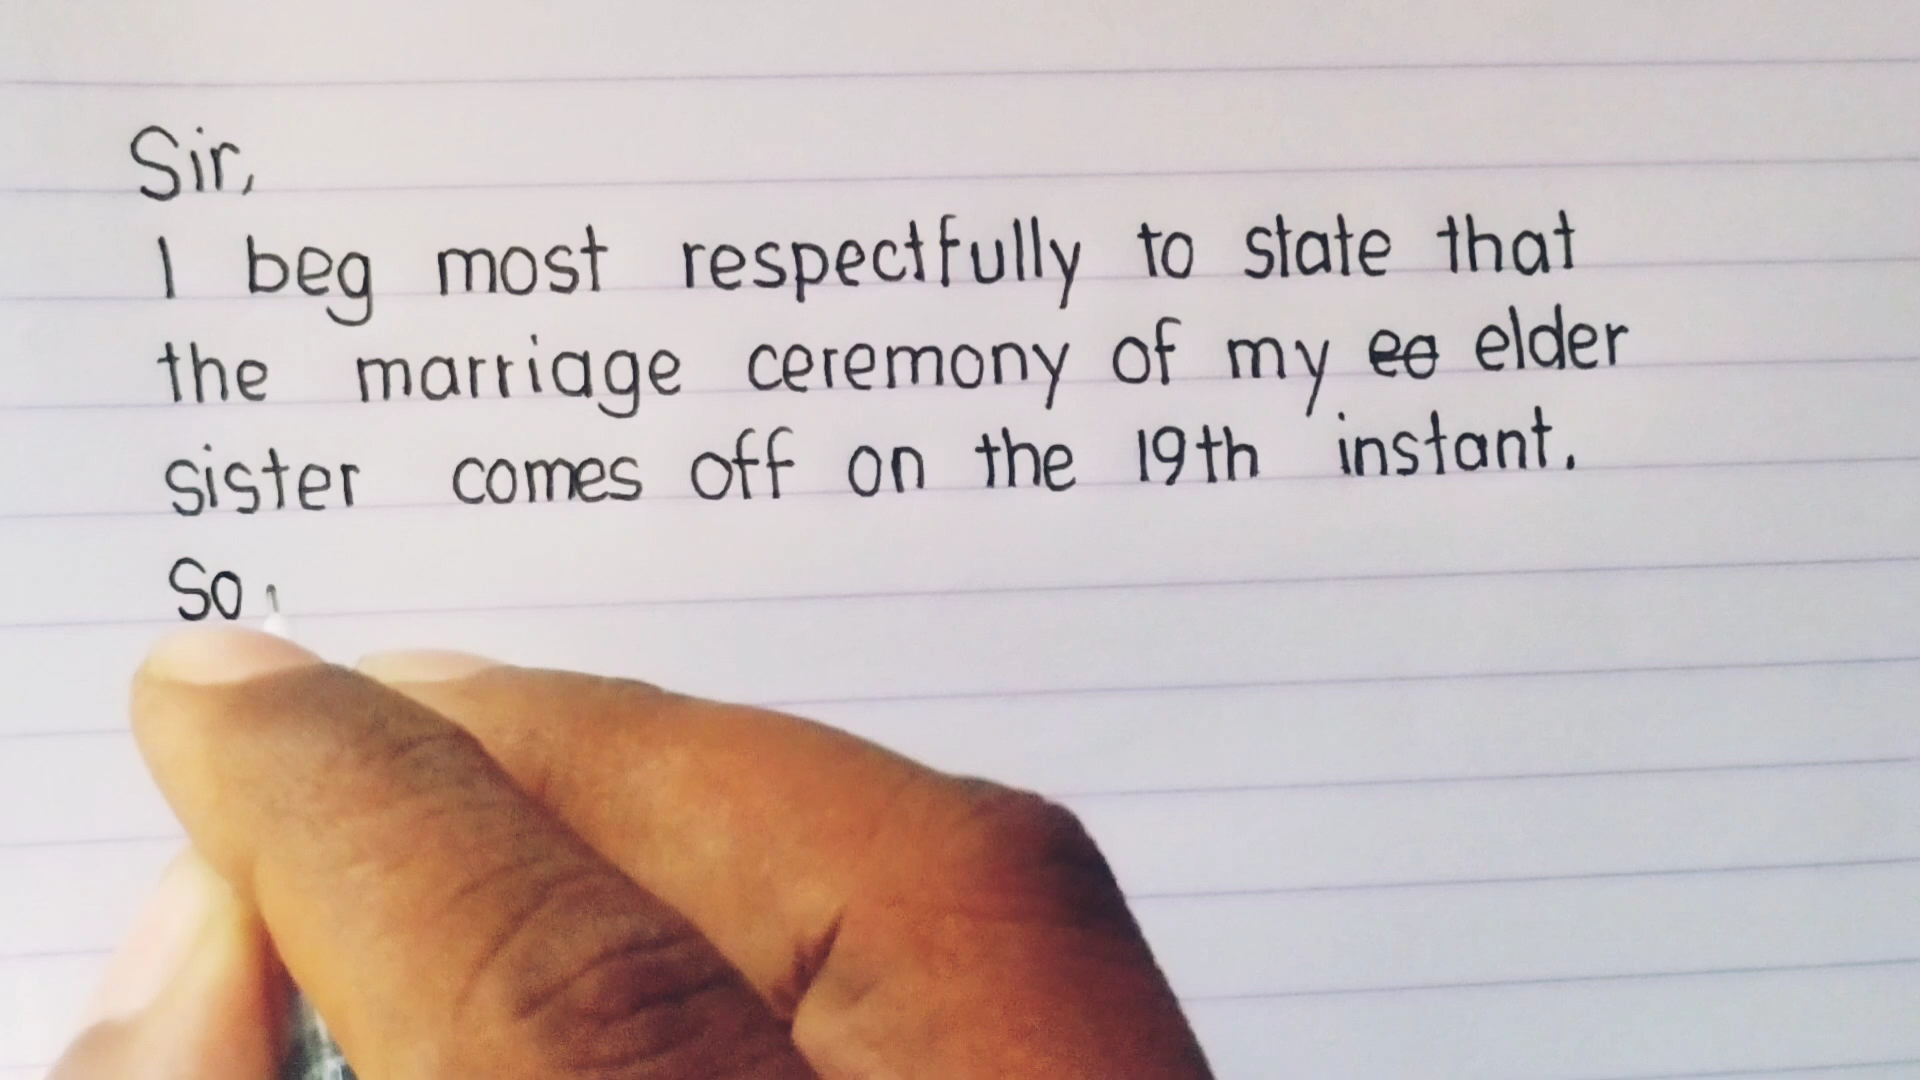 Sir,
I beg most respectfully to state that
the marriage ceremony of my eo elder
sister comes off on the 19th instant.
So